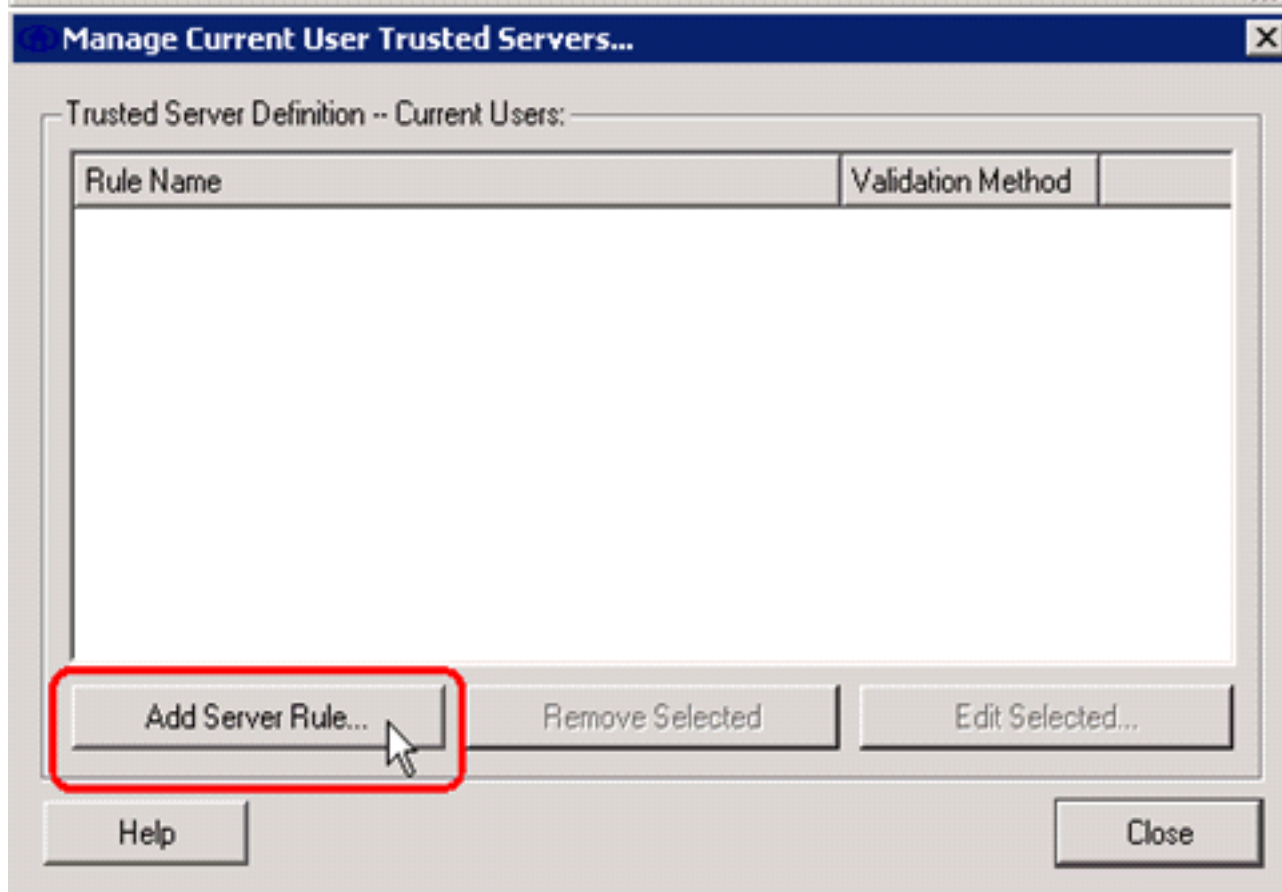 Manage Current User Trusted Servers...
Trusted Server Definition -- Current Users:
Rule Name Validation Method
Add Server Rule... Remove Selected Edit Selected...
Help Close